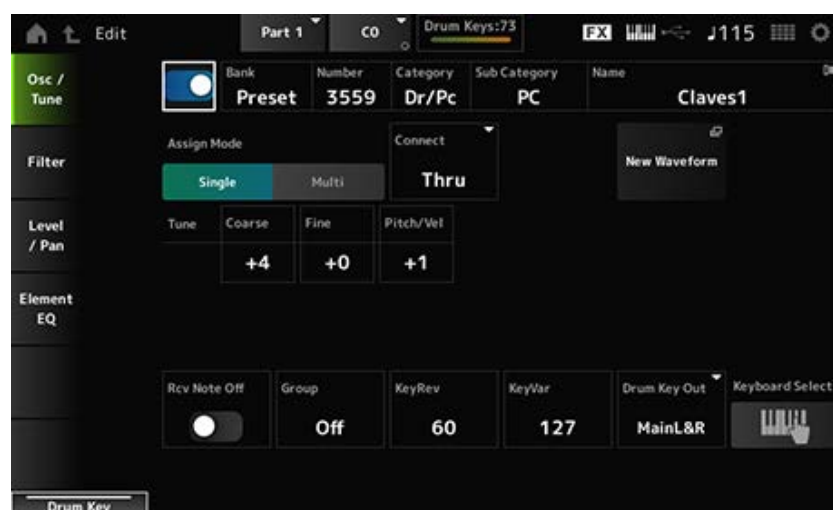 Edit
Part 1
C0
Drum Keys:73
FX
♩115
Osc /
Tune
Filter
Level
/ Pan
Element
EQ
Drum Key
Bank
Preset
Number
3559
Category
Dr/Pc
Sub Category
PC
Name
Claves1
Assign Mode
Single
Multi
Connect
Thru
New Waveform
Tune
Coarse
+4
Fine
+0
Pitch/Vel
+1
Rcv Note Off
Group
Off
KeyRev
60
KeyVar
127
Drum Key Out
MainL&R
Keyboard Select